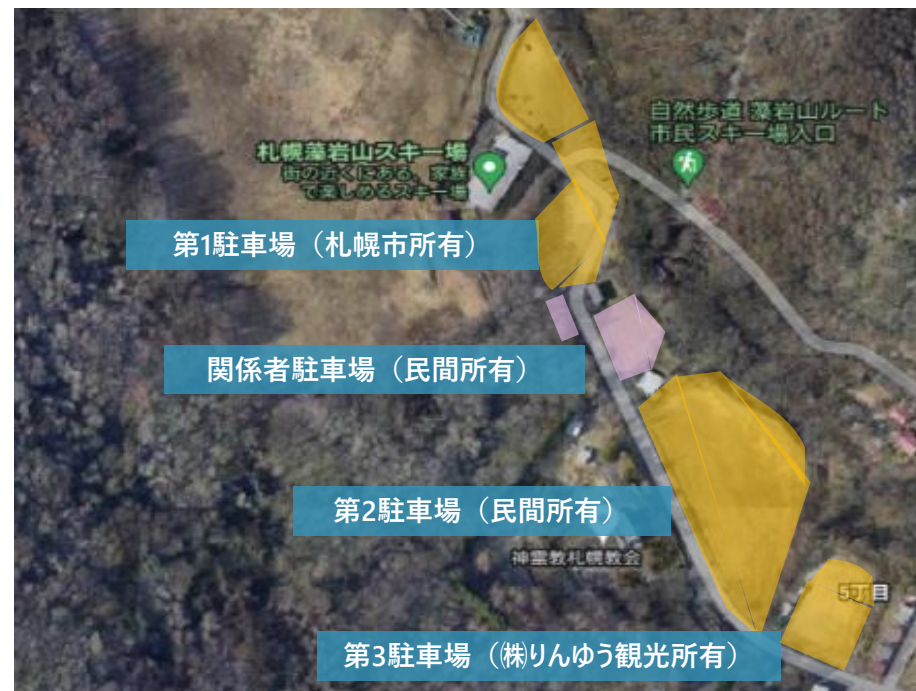 自然歩道 藻岩山ルート
市民スキー場入口
札幌藻岩山スキー場
街の近くにある、家族
で楽しめるスキー場
第1駐車場（札幌市所有）
関係者駐車場（民間所有）
第2駐車場（民間所有）
神霊教札幌教会
5丁目
第3駐車場（㈱りんゆう観光所有）